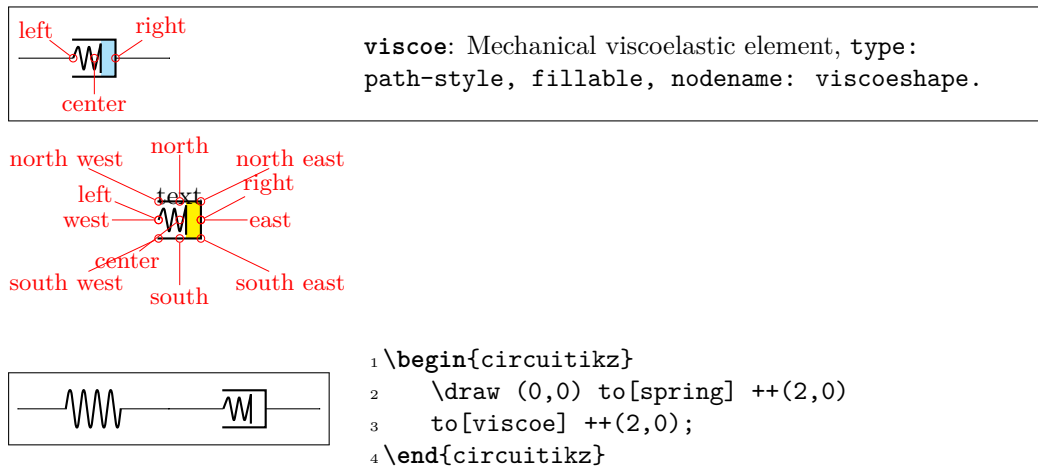 left right
center
viscoe: Mechanical viscoelastic element, type:
path-style, fillable, nodename: viscoeshape.
north
north west north east
text
left right
west east
center
south west south east
south
1 \begin{circuitikz}
2 \draw (0,0) to[spring] ++(2,0)
3 to[viscoe] ++(2,0);
4 \end{circuitikz}